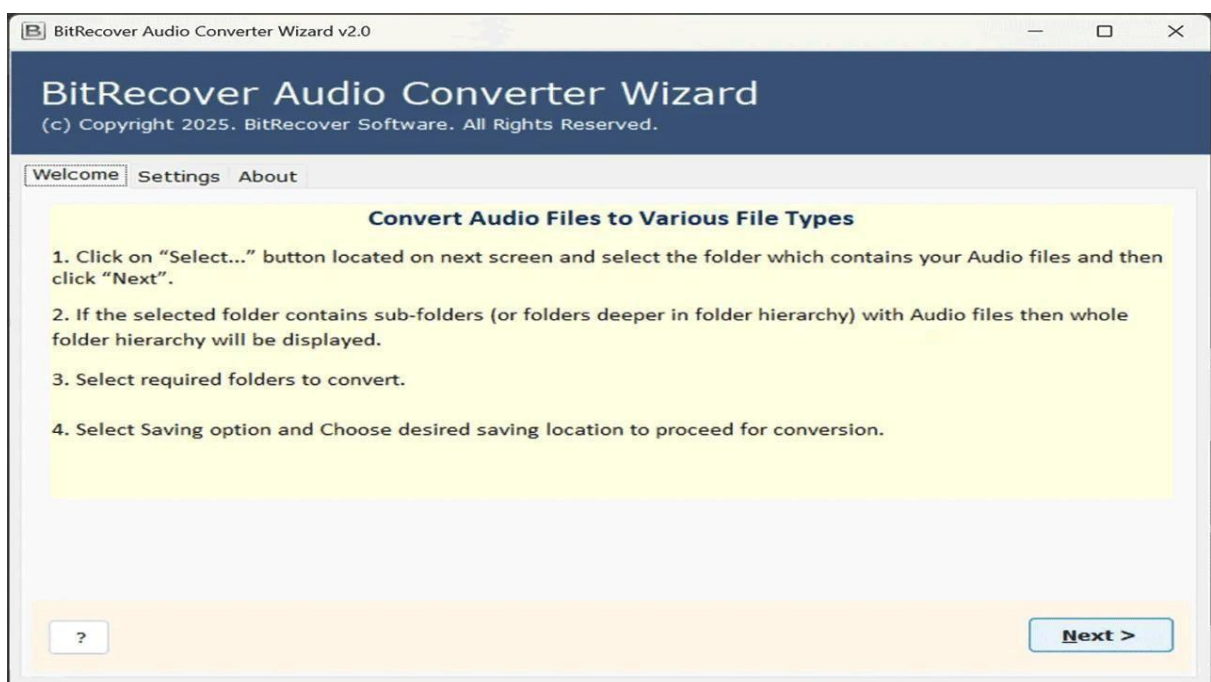 BitRecover Audio Converter Wizard v2.0
BitRecover Audio Converter Wizard
(c) Copyright 2025. BitRecover Software. All Rights Reserved.
Welcome Settings About
Convert Audio Files to Various File Types
1. Click on “Select...” button located on next screen and select the folder which contains your Audio files and then
click “Next”.
2. If the selected folder contains sub-folders (or folders deeper in folder hierarchy) with Audio files then whole
folder hierarchy will be displayed.
3. Select required folders to convert.
4. Select Saving option and Choose desired saving location to proceed for conversion.
? Next >